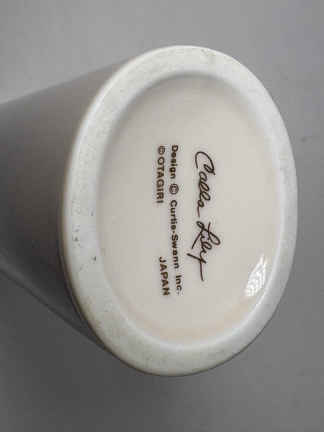 Calla Lily
Design © Curtis-Swann Inc.
©OTAGIRI JAPAN